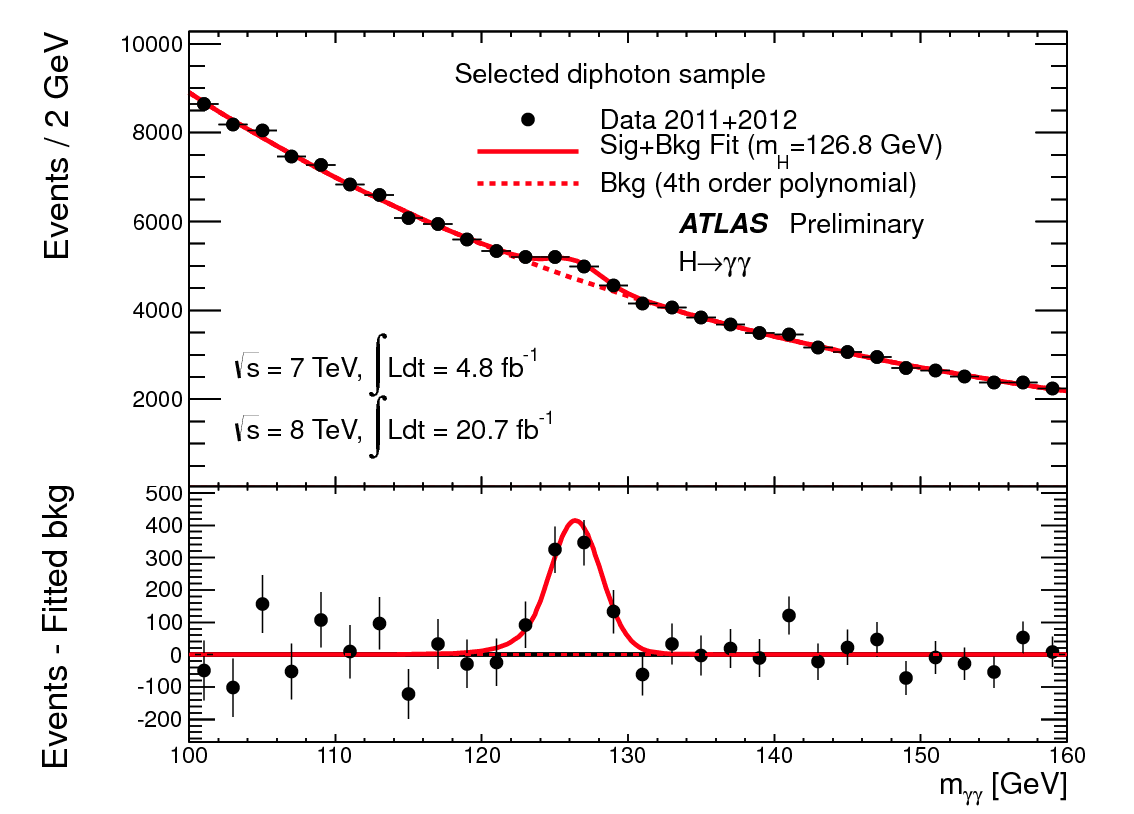 Events / 2 GeV
10000
8000
6000
4000
2000
Selected diphoton sample
Data 2011+2012
Sig+Bkg Fit (m_H=126.8 GeV)
Bkg (4th order polynomial)
ATLAS Preliminary
H→γγ
√s = 7 TeV, ∫Ldt = 4.8 fb⁻¹
√s = 8 TeV, ∫Ldt = 20.7 fb⁻¹
Events - Fitted bkg
500
400
300
200
100
0
-100
-200
100 110 120 130 140 150 160
m_γγ [GeV]